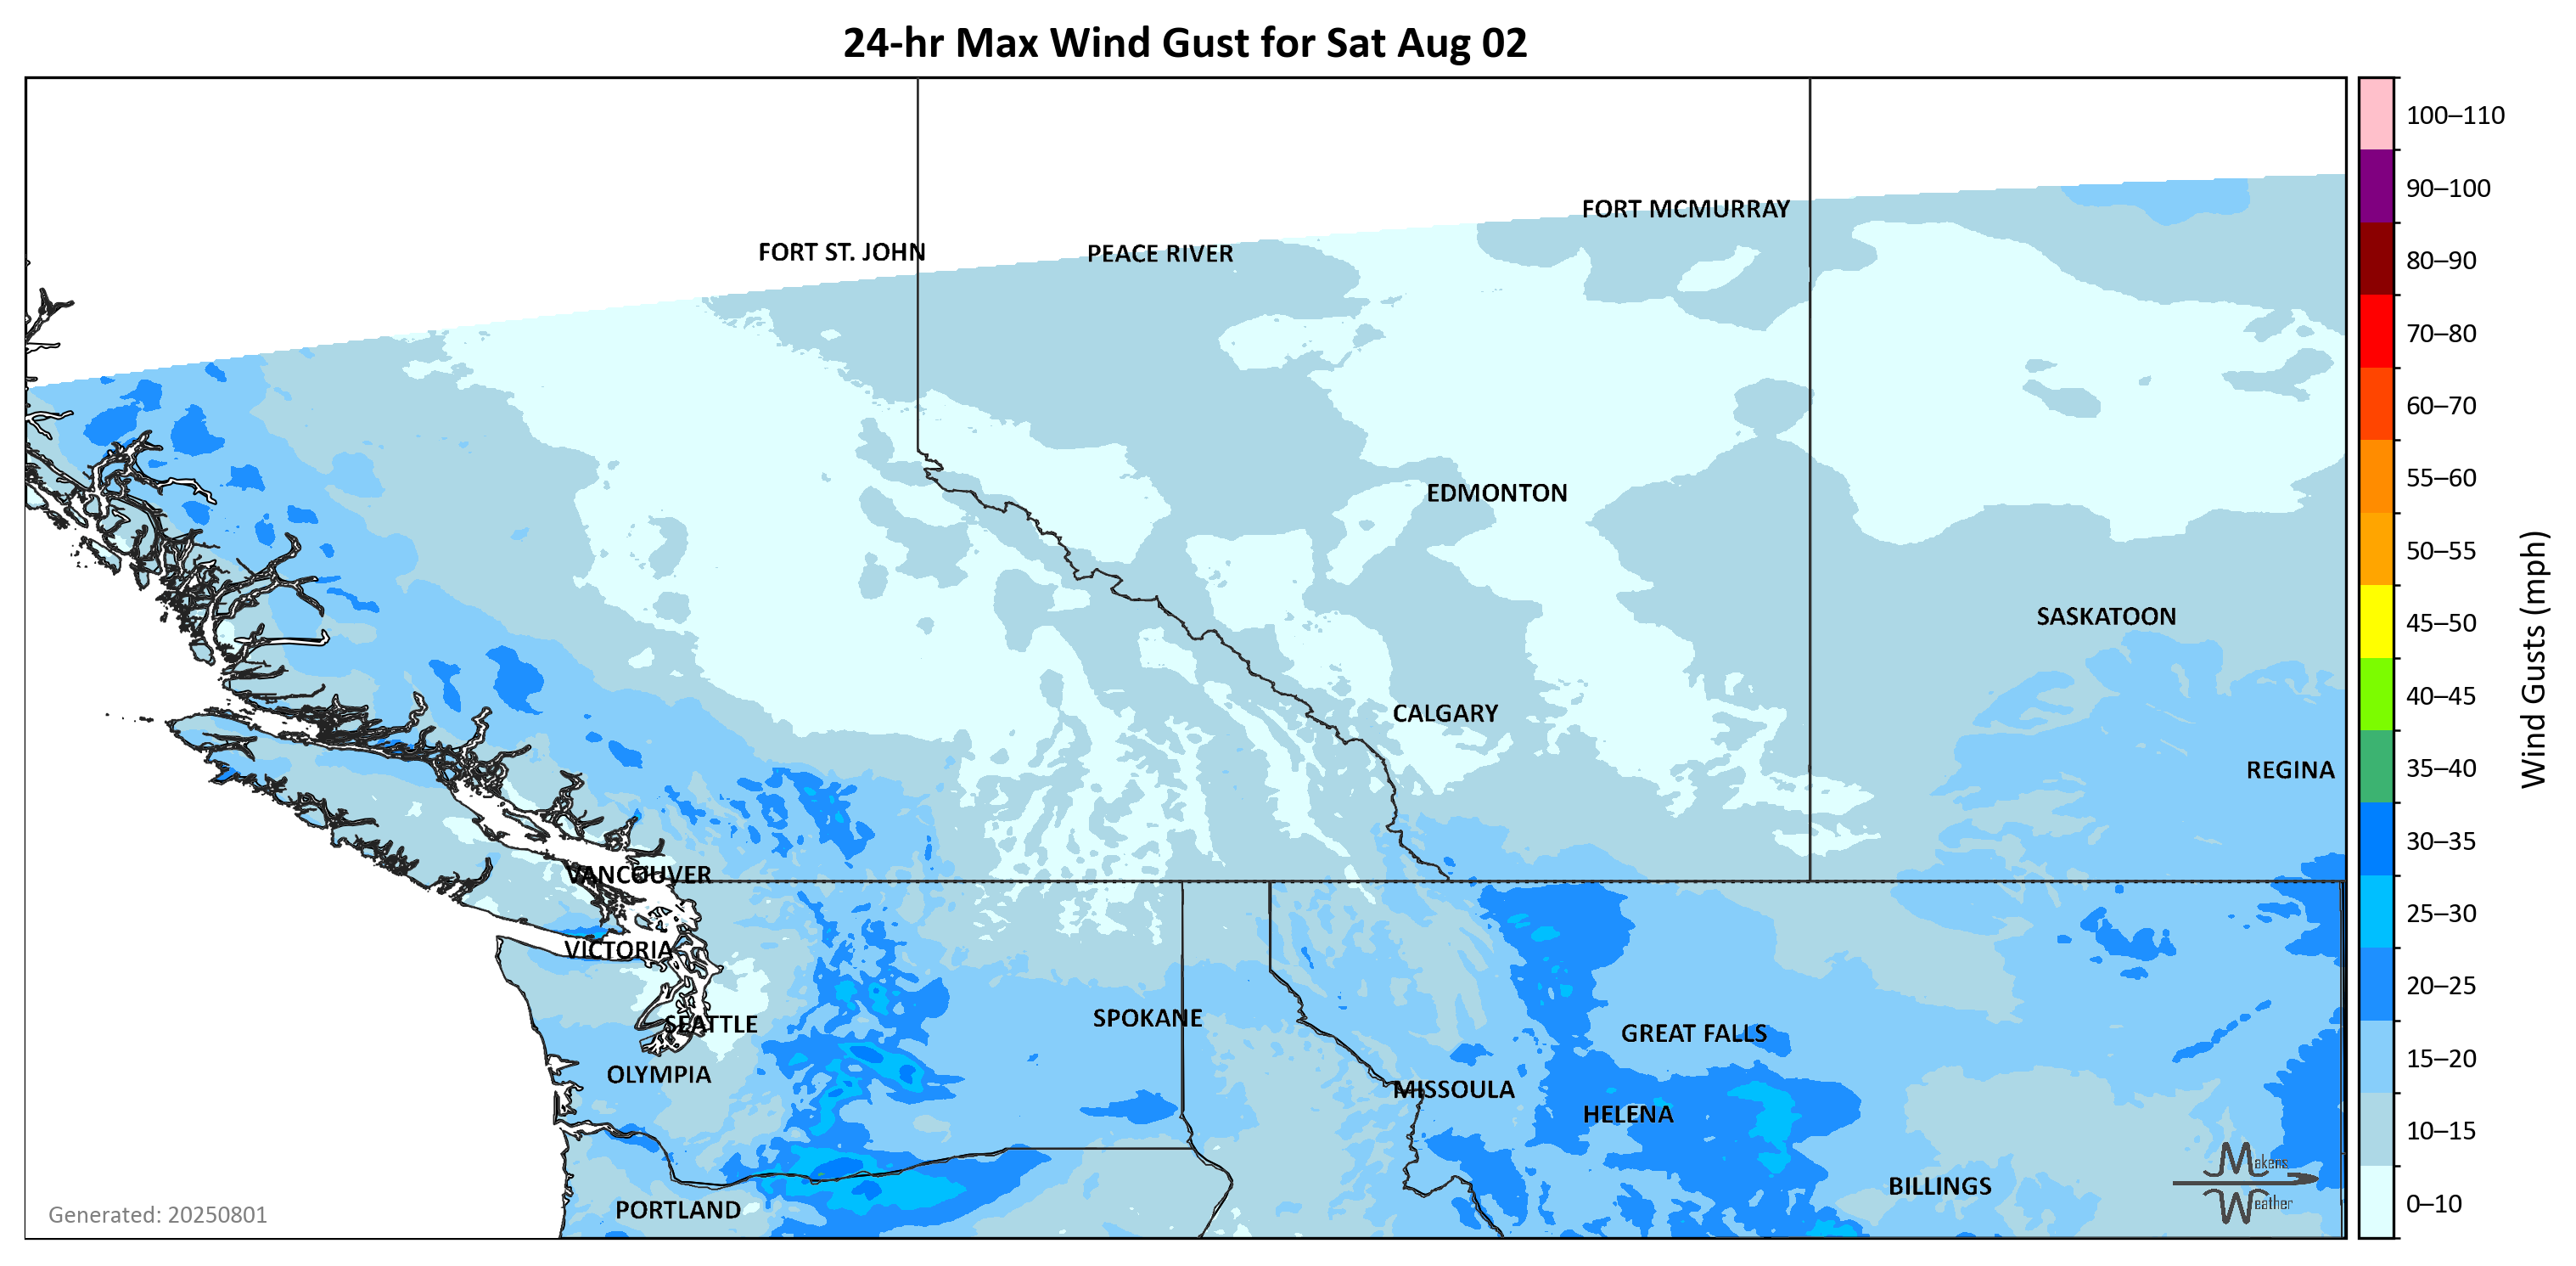 24-hr Max Wind Gust for Sat Aug 02
100–110
90–100
80–90
70–80
60–70
55–60
50–55
45–50
40–45
35–40
30–35
25–30
20–25
15–20
10–15
0–10
Wind Gusts (mph)
FORT MCMURRAY
FORT ST. JOHN
PEACE RIVER
EDMONTON
SASKATOON
CALGARY
REGINA
VANCOUVER
VICTORIA
SPOKANE
SEATTLE
GREAT FALLS
OLYMPIA
MISSOULA
HELENA
BILLINGS
PORTLAND
Makens
Weather
Generated: 20250801